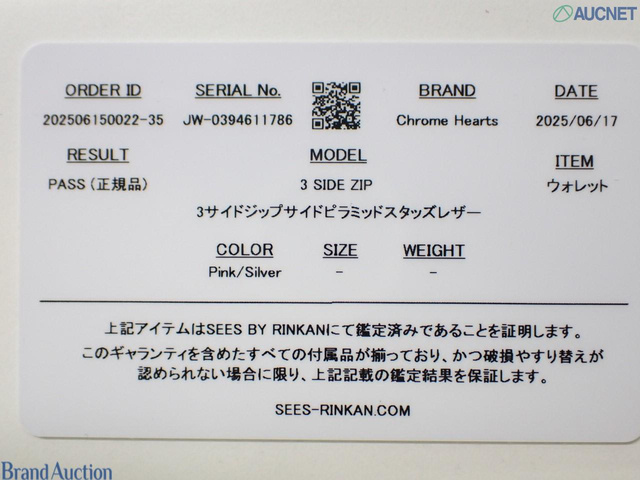 AUCNET
ORDER ID SERIAL No. BRAND DATE
202506150022-35 JW-0394611786 Chrome Hearts 2025/06/17
RESULT MODEL ITEM
PASS (正規品) 3 SIDE ZIP ウォレット
3サイドジップサイドピラミッドスタッズレザー
COLOR SIZE WEIGHT
Pink/Silver - -
上記アイテムはSEES BY RINKANにて鑑定済みであることを証明します。
このギャランティを含めたすべての付属品が揃っており、かつ破損やすり替えが
認められない場合に限り、上記記載の鑑定結果を保証します。
SEES-RINKAN.COM
Brand Auction